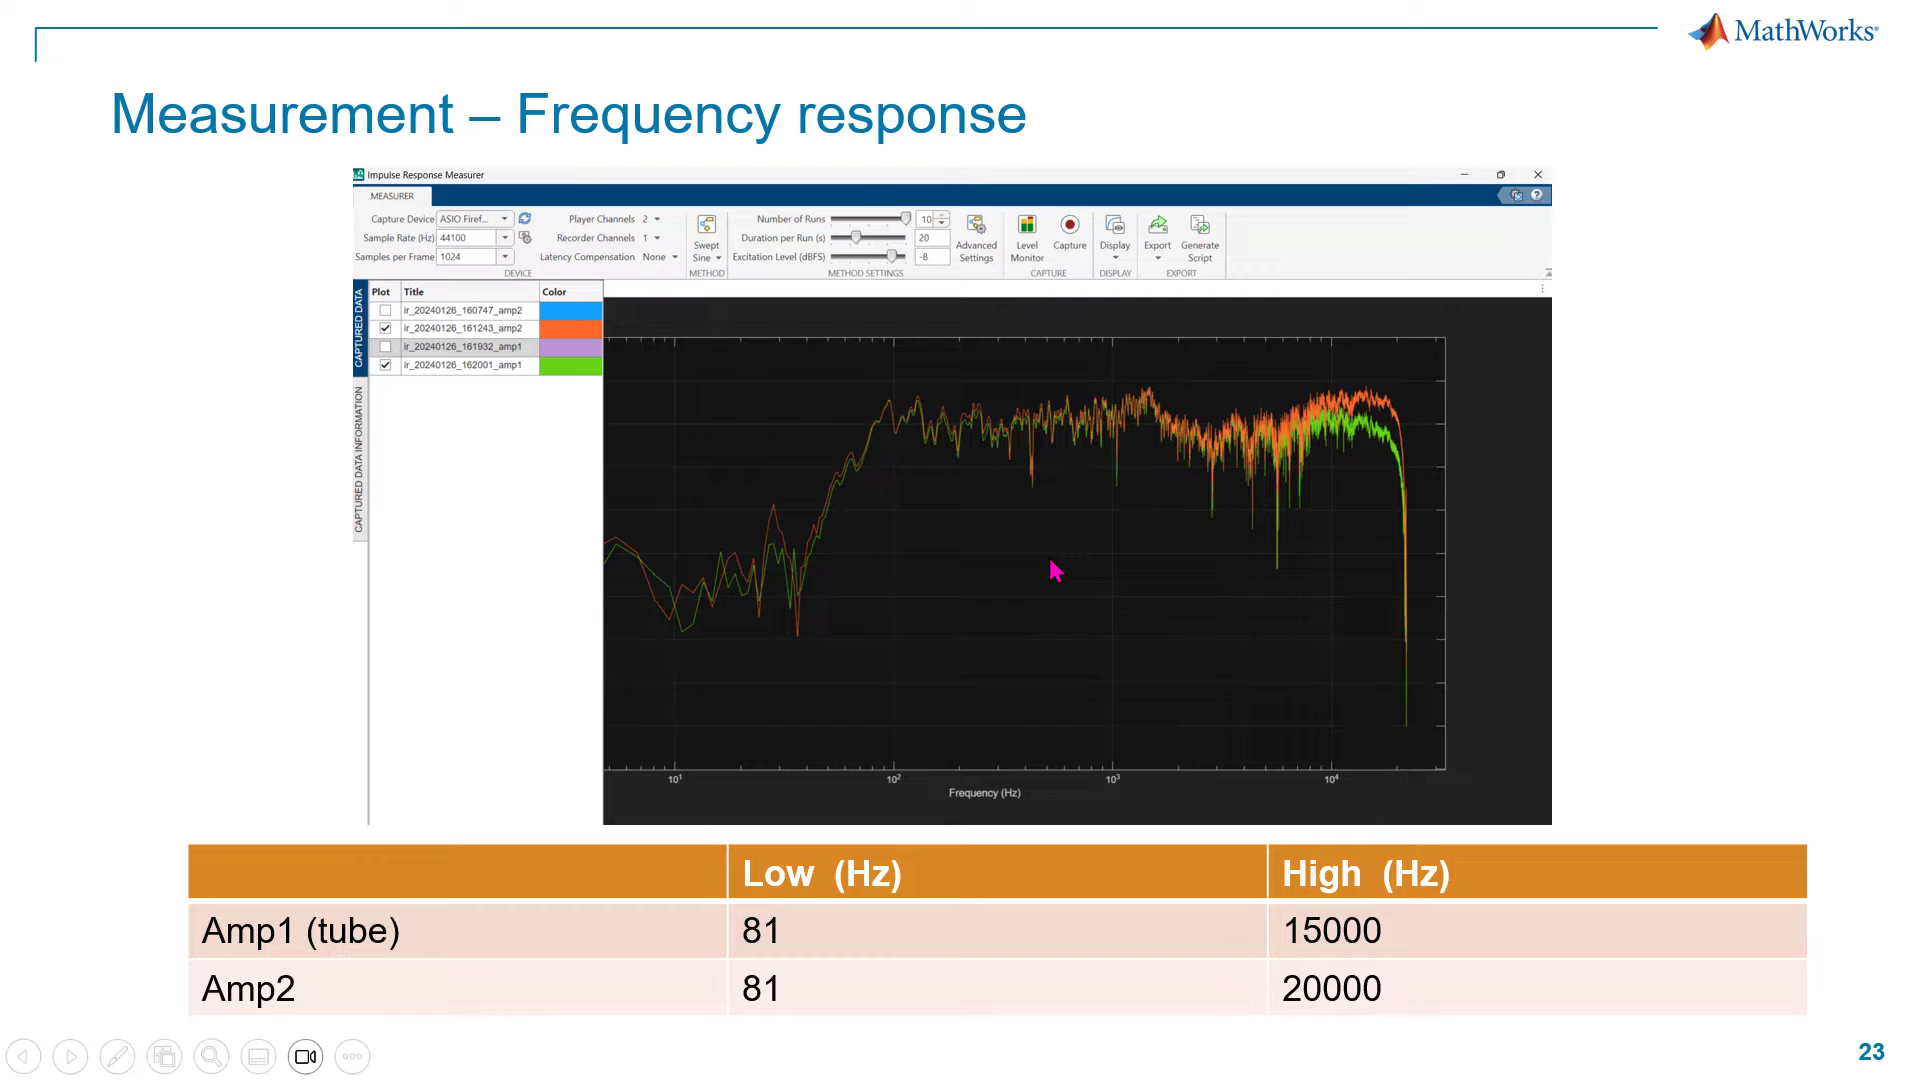 MathWorks®
Measurement – Frequency response
Impulse Response Measurer
MEASURER
Capture Device ASIO Firef...
Sample Rate (Hz) 44100
Samples per Frame 1024
DEVICE
Player Channels 2
Recorder Channels 1
Latency Compensation None
Swept
Sine
METHOD
Number of Runs 10
Duration per Run (s) 20
Excitation Level (dBFS) -8
Advanced
Settings
METHOD SETTINGS
Level
Monitor
Capture
CAPTURE
Display
DISPLAY
Export
Generate
Script
EXPORT
CAPTURED DATA
CAPTURED DATA INFORMATION
Plot Title Color
ir_20240126_160747_amp2
ir_20240126_161243_amp2
ir_20240126_161932_amp1
ir_20240126_162001_amp1
10¹ 10² 10³ 10⁴
Frequency (Hz)
Low (Hz) High (Hz)
Amp1 (tube) 81 15000
Amp2 81 20000
23